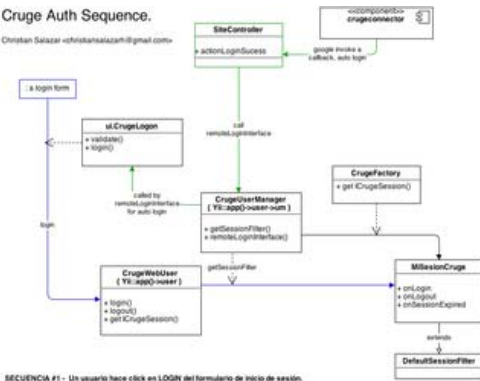 Cruge Auth Sequence.
Christian Salazar <christiansalazarh@gmail.com>
<<component>>
crugeconnector
SiteController
+ actionLoginSucess
google invoke a
callback, auto login
: a login form
ui.CrugeLogon
+ validate()
+ login()
call
remoteLoginInterface
CrugeFactory
+ get ICrugeSession()
called by
remoteLoginInterface
for auto login
CrugeUserManager
( Yii::app()->user->um )
+ getSessionFilter()
+ remoteLoginInterface()
login
getSessionFilter
CrugeWebUser
( Yii::app()->user )
+ login()
+ logout()
+ get ICrugeSession()
MiSesionCruge
+ onLogin
+ onLogout
+ onSessionExpired
extends
DefaultSessionFilter
SECUENCIA #1 - Un usuario hace click en LOGIN del formulario de inicio de sesión.